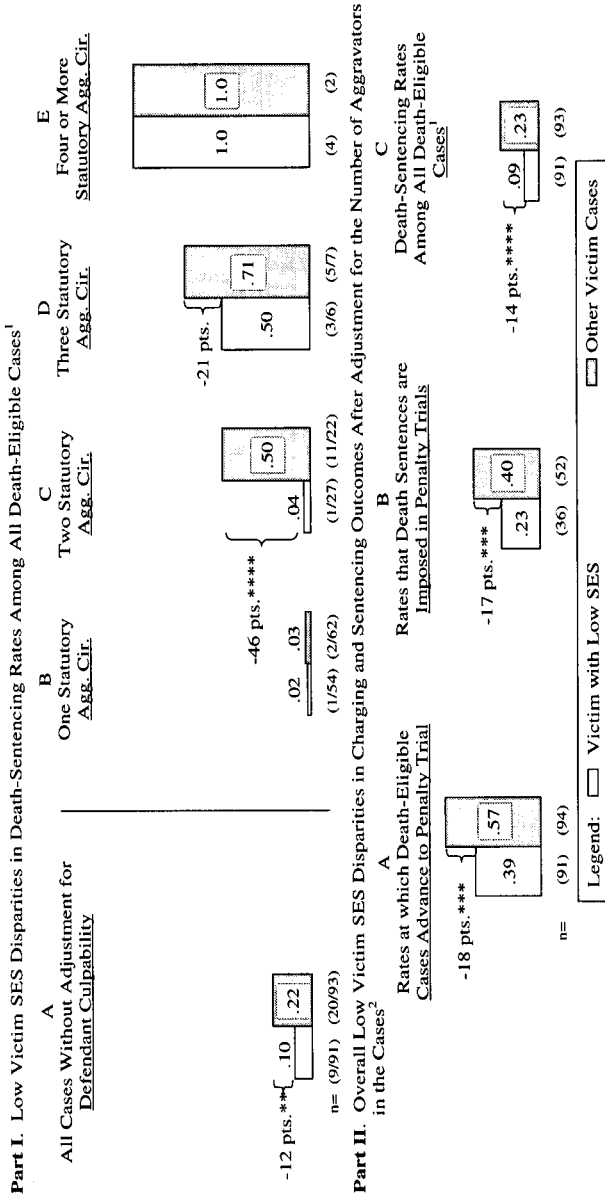 Part I. Low Victim SES Disparities in Death-Sentencing Rates Among All Death-Eligible Cases¹
A
All Cases Without Adjustment for
Defendant Culpability
-12 pts.**
.10
.22
n= (9/91) (20/93)
B
One Statutory
Agg. Cir.
.02
.03
(1/54) (2/62)
C
Two Statutory
Agg. Cir.
-46 pts.****
.04
.50
(1/27) (11/22)
D
Three Statutory
Agg. Cir.
-21 pts.
.50
.71
(3/6) (5/7)
E
Four or More
Statutory Agg. Cir.
1.0
1.0
(4) (2)
Part II. Overall Low Victim SES Disparities in Charging and Sentencing Outcomes After Adjustment for the Number of Aggravators
in the Cases²
A
Rates at which Death-Eligible
Cases Advance to Penalty Trial
-18 pts.***
.39
.57
n= (91) (94)
B
Rates that Death Sentences are
Imposed in Penalty Trials
-17 pts.***
.23
.40
(36) (52)
C
Death-Sentencing Rates
Among All Death-Eligible
Cases¹
-14 pts.****
.09
.23
(91) (93)
Legend: Victim with Low SES Other Victim Cases